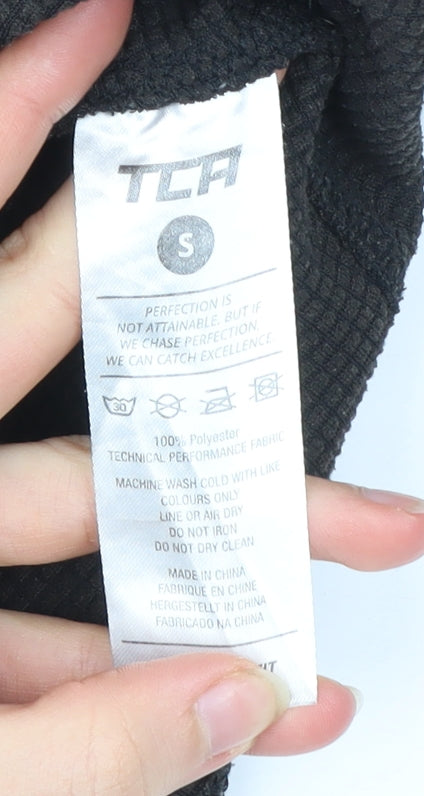 TCA
S
PERFECTION IS
NOT ATTAINABLE. BUT IF
WE CHASE PERFECTION,
WE CAN CATCH EXCELLENCE.
30
100% Polyester
TECHNICAL PERFORMANCE FABRIC
MACHINE WASH COLD WITH LIKE
COLOURS ONLY
LINE OR AIR DRY
DO NOT IRON
DO NOT DRY CLEAN
MADE IN CHINA
FABRIQUE EN CHINE
HERGESTELLT IN CHINA
FABRICADO NA CHINA